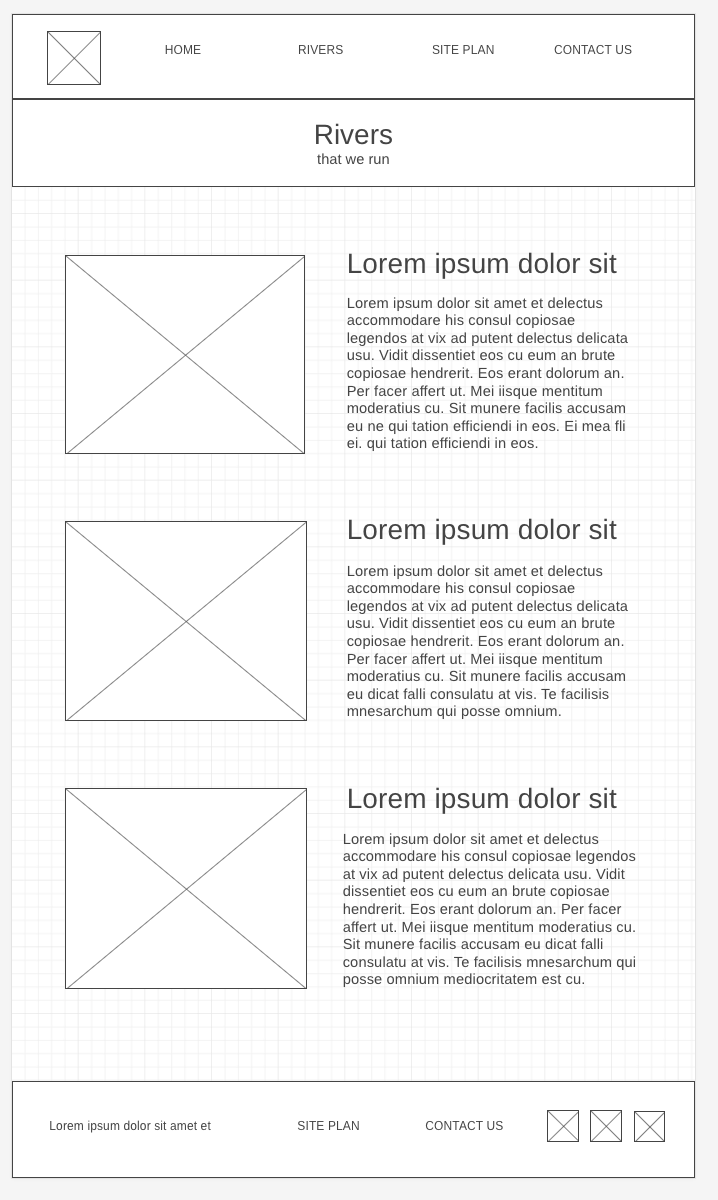 HOME RIVERS SITE PLAN CONTACT US
Rivers
that we run
Lorem ipsum dolor sit
Lorem ipsum dolor sit amet et delectus
accommodare his consul copiosae
legendos at vix ad putent delectus delicata
usu. Vidit dissentiet eos cu eum an brute
copiosae hendrerit. Eos erant dolorum an.
Per facer affert ut. Mei iisque mentitum
moderatius cu. Sit munere facilis accusam
eu ne qui tation efficiendi in eos. Ei mea fli
ei. qui tation efficiendi in eos.
Lorem ipsum dolor sit
Lorem ipsum dolor sit amet et delectus
accommodare his consul copiosae
legendos at vix ad putent delectus delicata
usu. Vidit dissentiet eos cu eum an brute
copiosae hendrerit. Eos erant dolorum an.
Per facer affert ut. Mei iisque mentitum
moderatius cu. Sit munere facilis accusam
eu dicat falli consulatu at vis. Te facilisis
mnesarchum qui posse omnium.
Lorem ipsum dolor sit
Lorem ipsum dolor sit amet et delectus
accommodare his consul copiosae legendos
at vix ad putent delectus delicata usu. Vidit
dissentiet eos cu eum an brute copiosae
hendrerit. Eos erant dolorum an. Per facer
affert ut. Mei iisque mentitum moderatius cu.
Sit munere facilis accusam eu dicat falli
consulatu at vis. Te facilisis mnesarchum qui
posse omnium mediocritatem est cu.
Lorem ipsum dolor sit amet et SITE PLAN CONTACT US